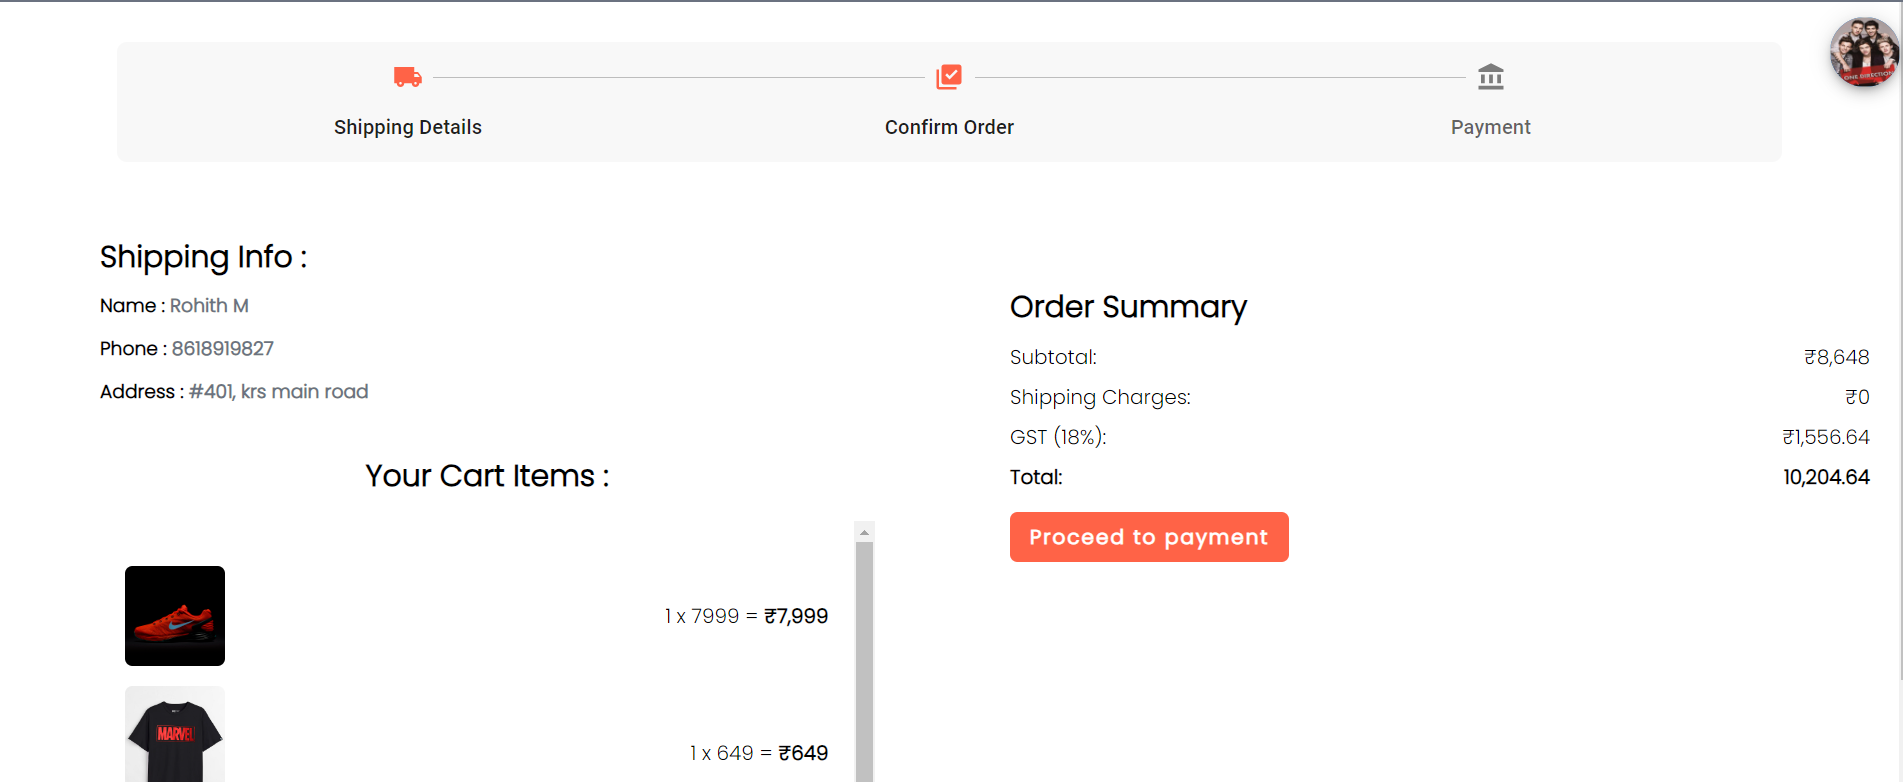 ONE DIRECTION
Shipping Details
Confirm Order
Payment
Shipping Info :
Name : Rohith M
Phone : 8618919827
Address : #401, krs main road
Order Summary
Subtotal: ₹8,648
Shipping Charges: ₹0
GST (18%): ₹1,556.64
Total: 10,204.64
Proceed to payment
Your Cart Items :
1 x 7999 = ₹7,999
MARVEL
1 x 649 = ₹649